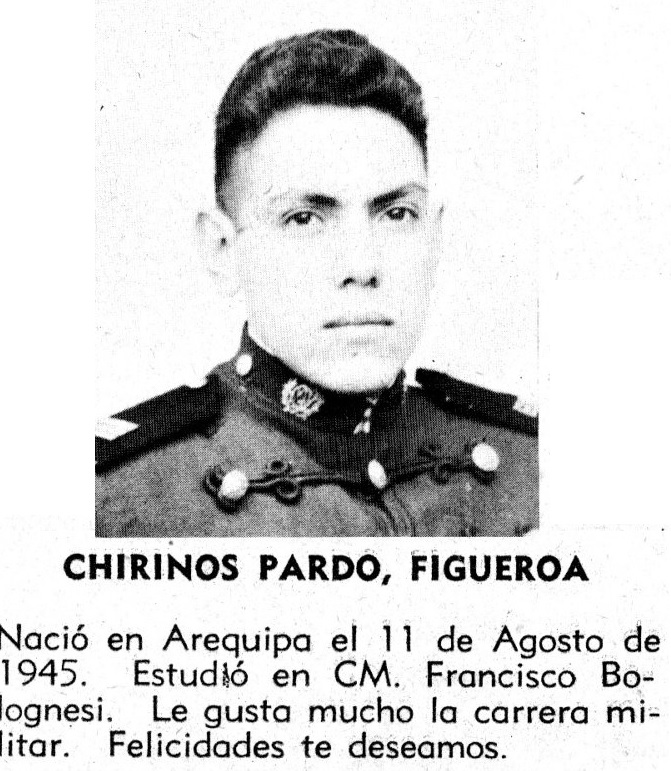 CHIRINOS PARDO, FIGUEROA
Nació en Arequipa el 11 de Agosto de
1945. Estudió en CM. Francisco Bo-
lognesi. Le gusta mucho la carrera mi-
litar. Felicidades te deseamos.